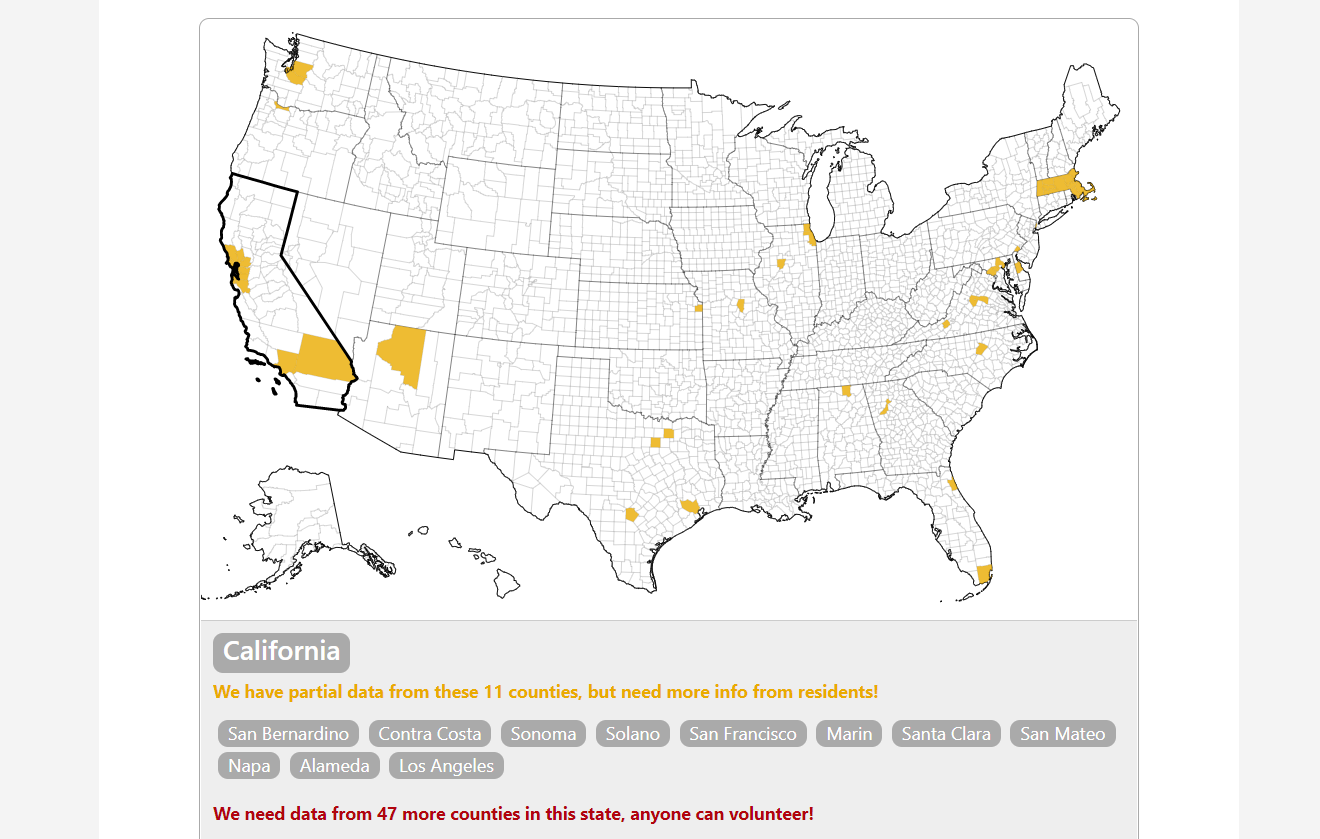 California
We have partial data from these 11 counties, but need more info from residents!
San Bernardino Contra Costa Sonoma Solano San Francisco Marin Santa Clara San Mateo
Napa Alameda Los Angeles
We need data from 47 more counties in this state, anyone can volunteer!